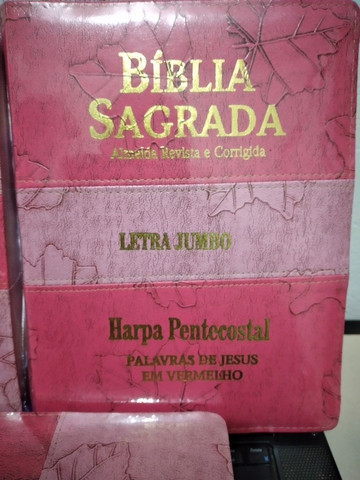 BÍBLIA
SAGRADA
Almeida Revista e Corrigida
LETRA JUMBO
Harpa Pentecostal
PALAVRAS DE JESUS
EM VERMELHO